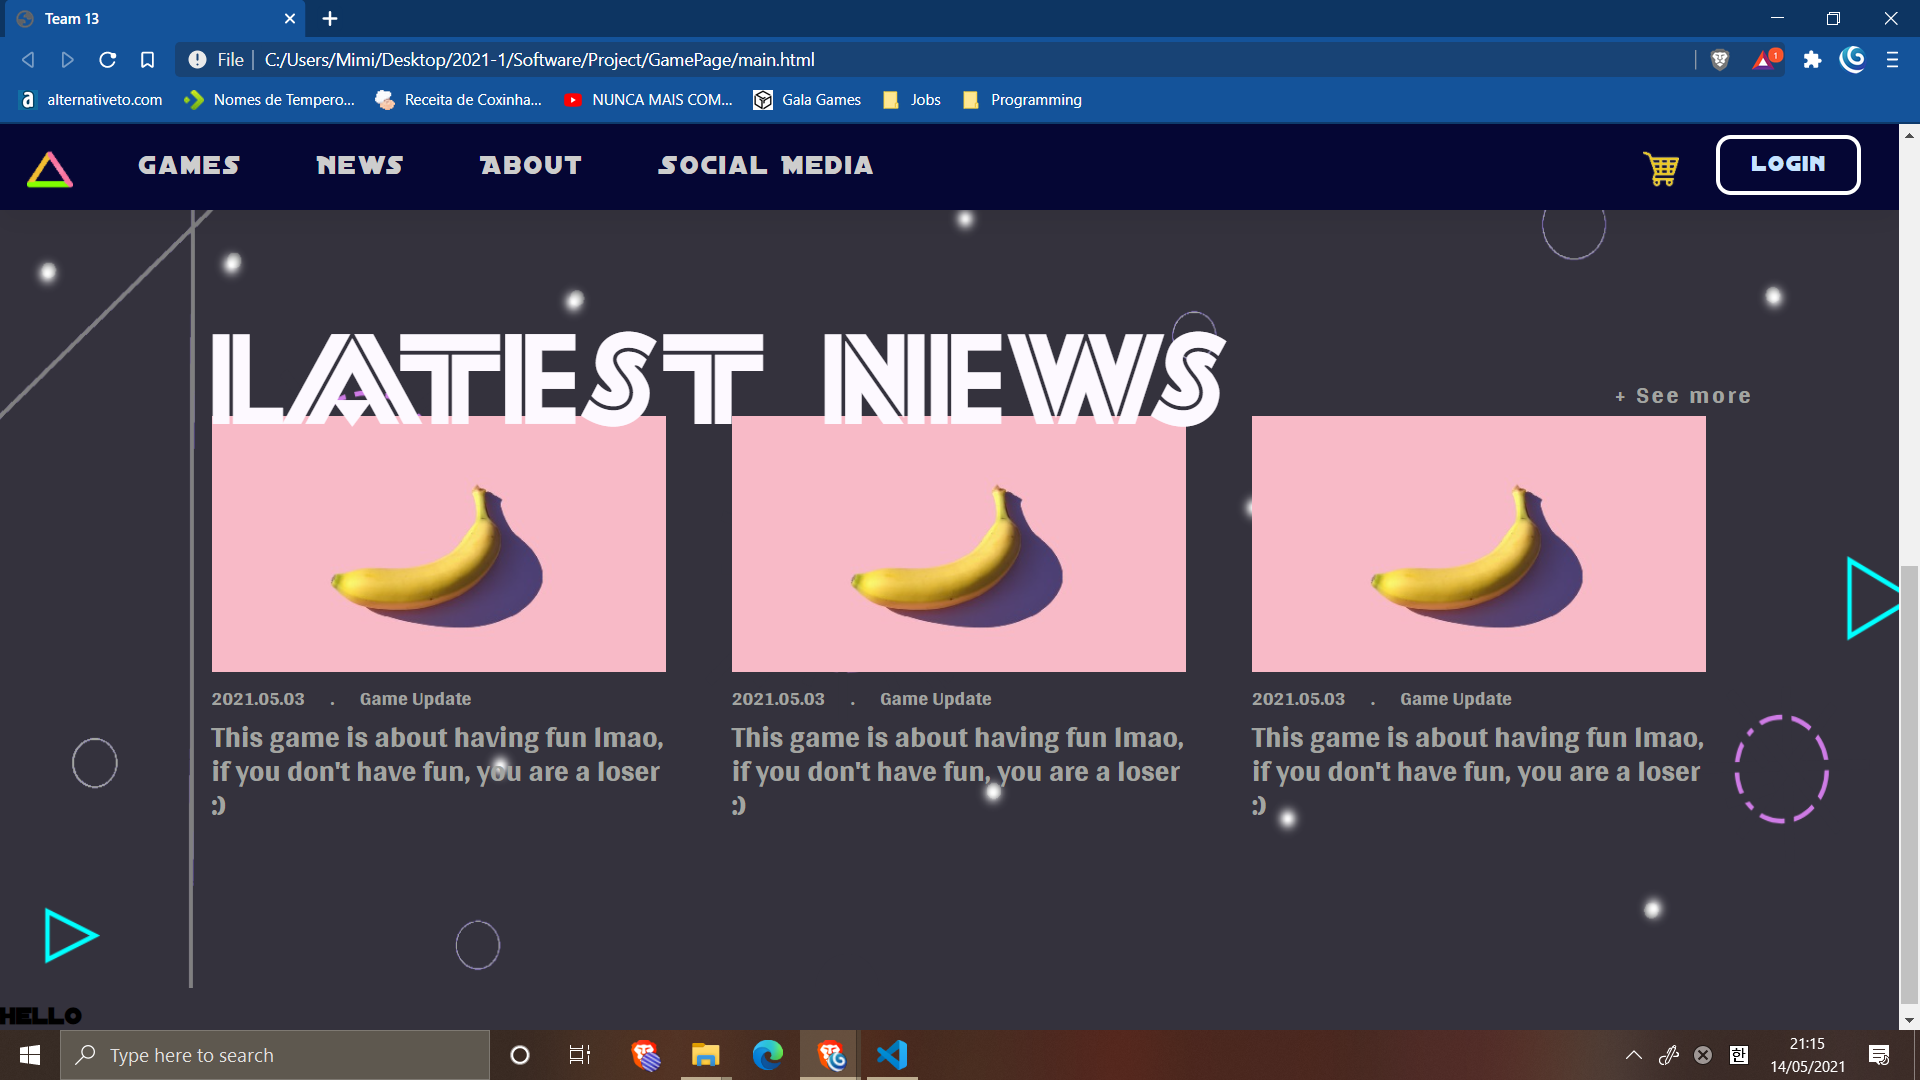 Team 13
File
C:/Users/Mimi/Desktop/2021-1/Software/Project/GamePage/main.html
1
alternativeto.com
Nomes de Tempero...
Receita de Coxinha...
NUNCA MAIS COM...
Gala Games
Jobs
Programming
GAMES
NEWS
ABOUT
SOCIAL MEDIA
LOGIN
LATEST NEWS
+ See more
2021.05.03 . Game Update
This game is about having fun lmao,
if you don't have fun, you are a loser
:)
2021.05.03 . Game Update
This game is about having fun lmao,
if you don't have fun, you are a loser
:)
2021.05.03 . Game Update
This game is about having fun lmao,
if you don't have fun, you are a loser
:)
HELLO
Type here to search
한
21:15
14/05/2021